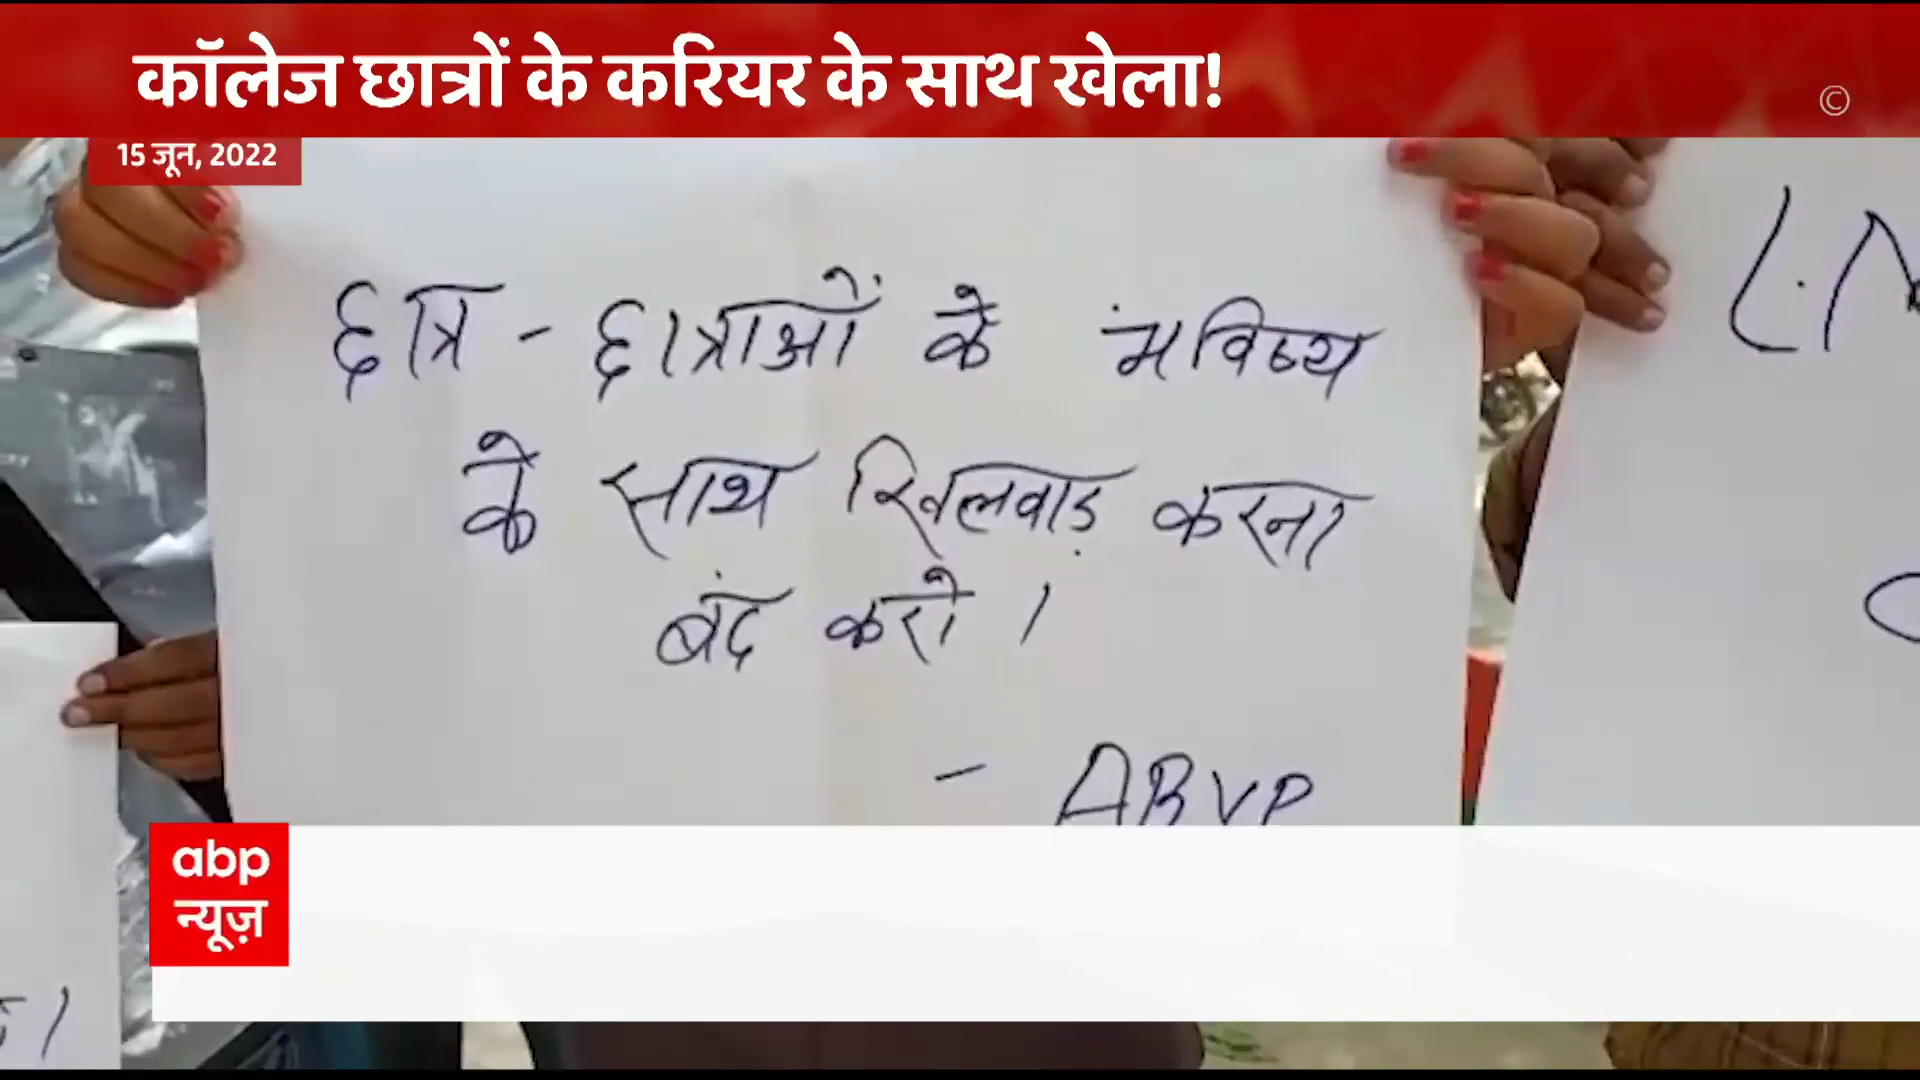 कॉलेज छात्रों के करियर के साथ खेला!
©
15 जून, 2022
छात्र - छात्राओं के भविष्य
के साथ खिलवाड़ करना
बंद करो ।
- ABVP
L.N
abp
न्यूज़